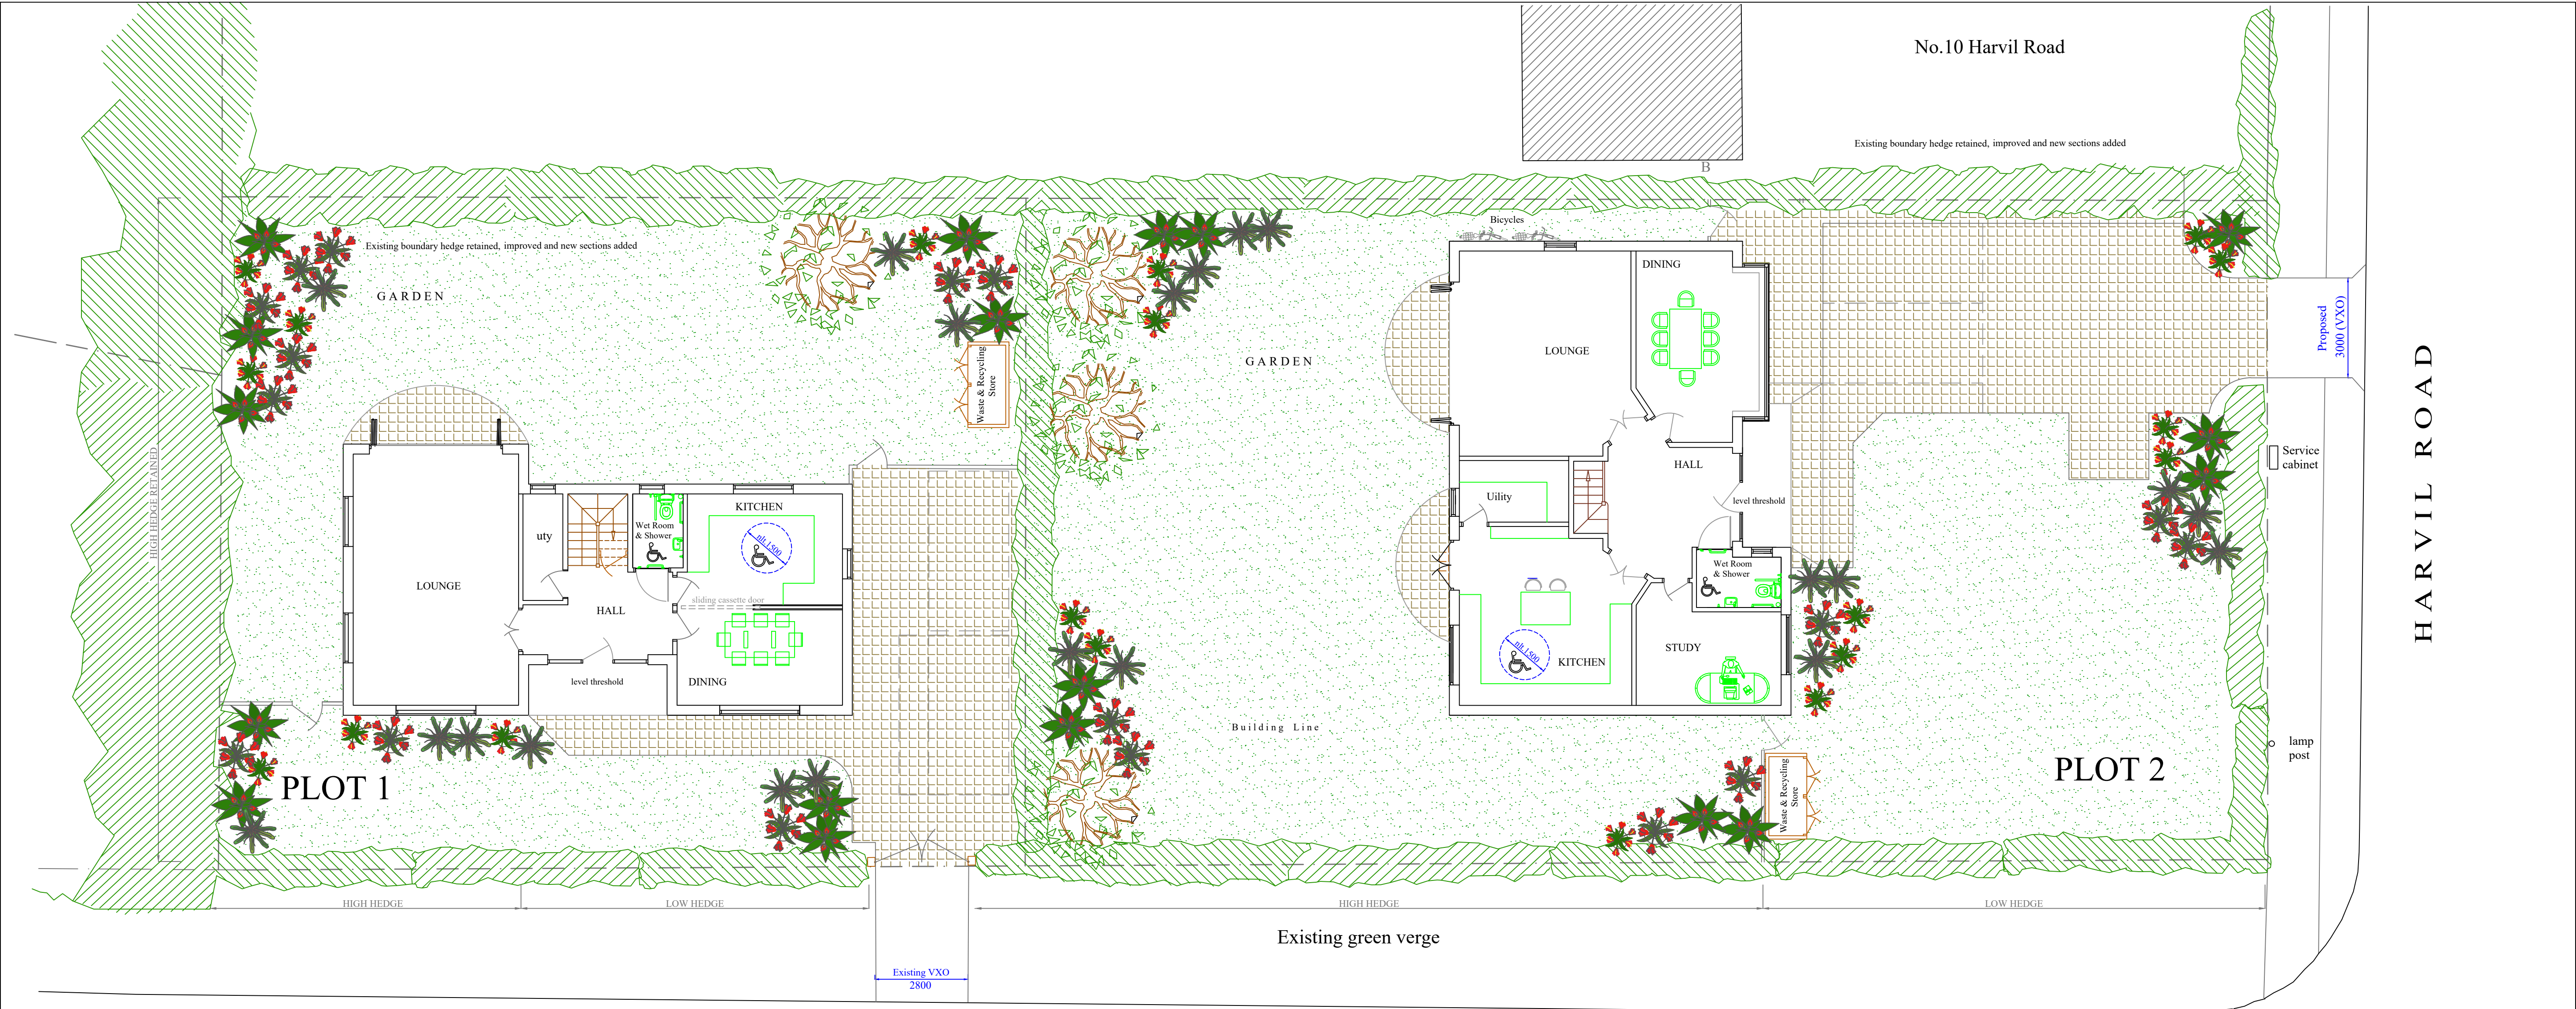 No.10 Harvil Road
Existing boundary hedge retained, improved and new sections added
B
Bicycles
Existing boundary hedge retained, improved and new sections added
GARDEN
DINING
Proposed
3000 (VXO)
LOUNGE
GARDEN
Waste & Recycling
Store
HARVIL ROAD
HIGH HEDGE RETAINED
HALL
Service
cabinet
Uility
level threshold
KITCHEN
Wet Room
& Shower
uty
nlt.1500
LOUNGE
sliding cassette door
HALL
Wet Room
& Shower
STUDY
nlt.1500
KITCHEN
level threshold
DINING
Building Line
lamp
post
PLOT 1
PLOT 2
Waste & Recycling
Store
HIGH HEDGE
LOW HEDGE
HIGH HEDGE
LOW HEDGE
Existing green verge
Existing VXO
2800